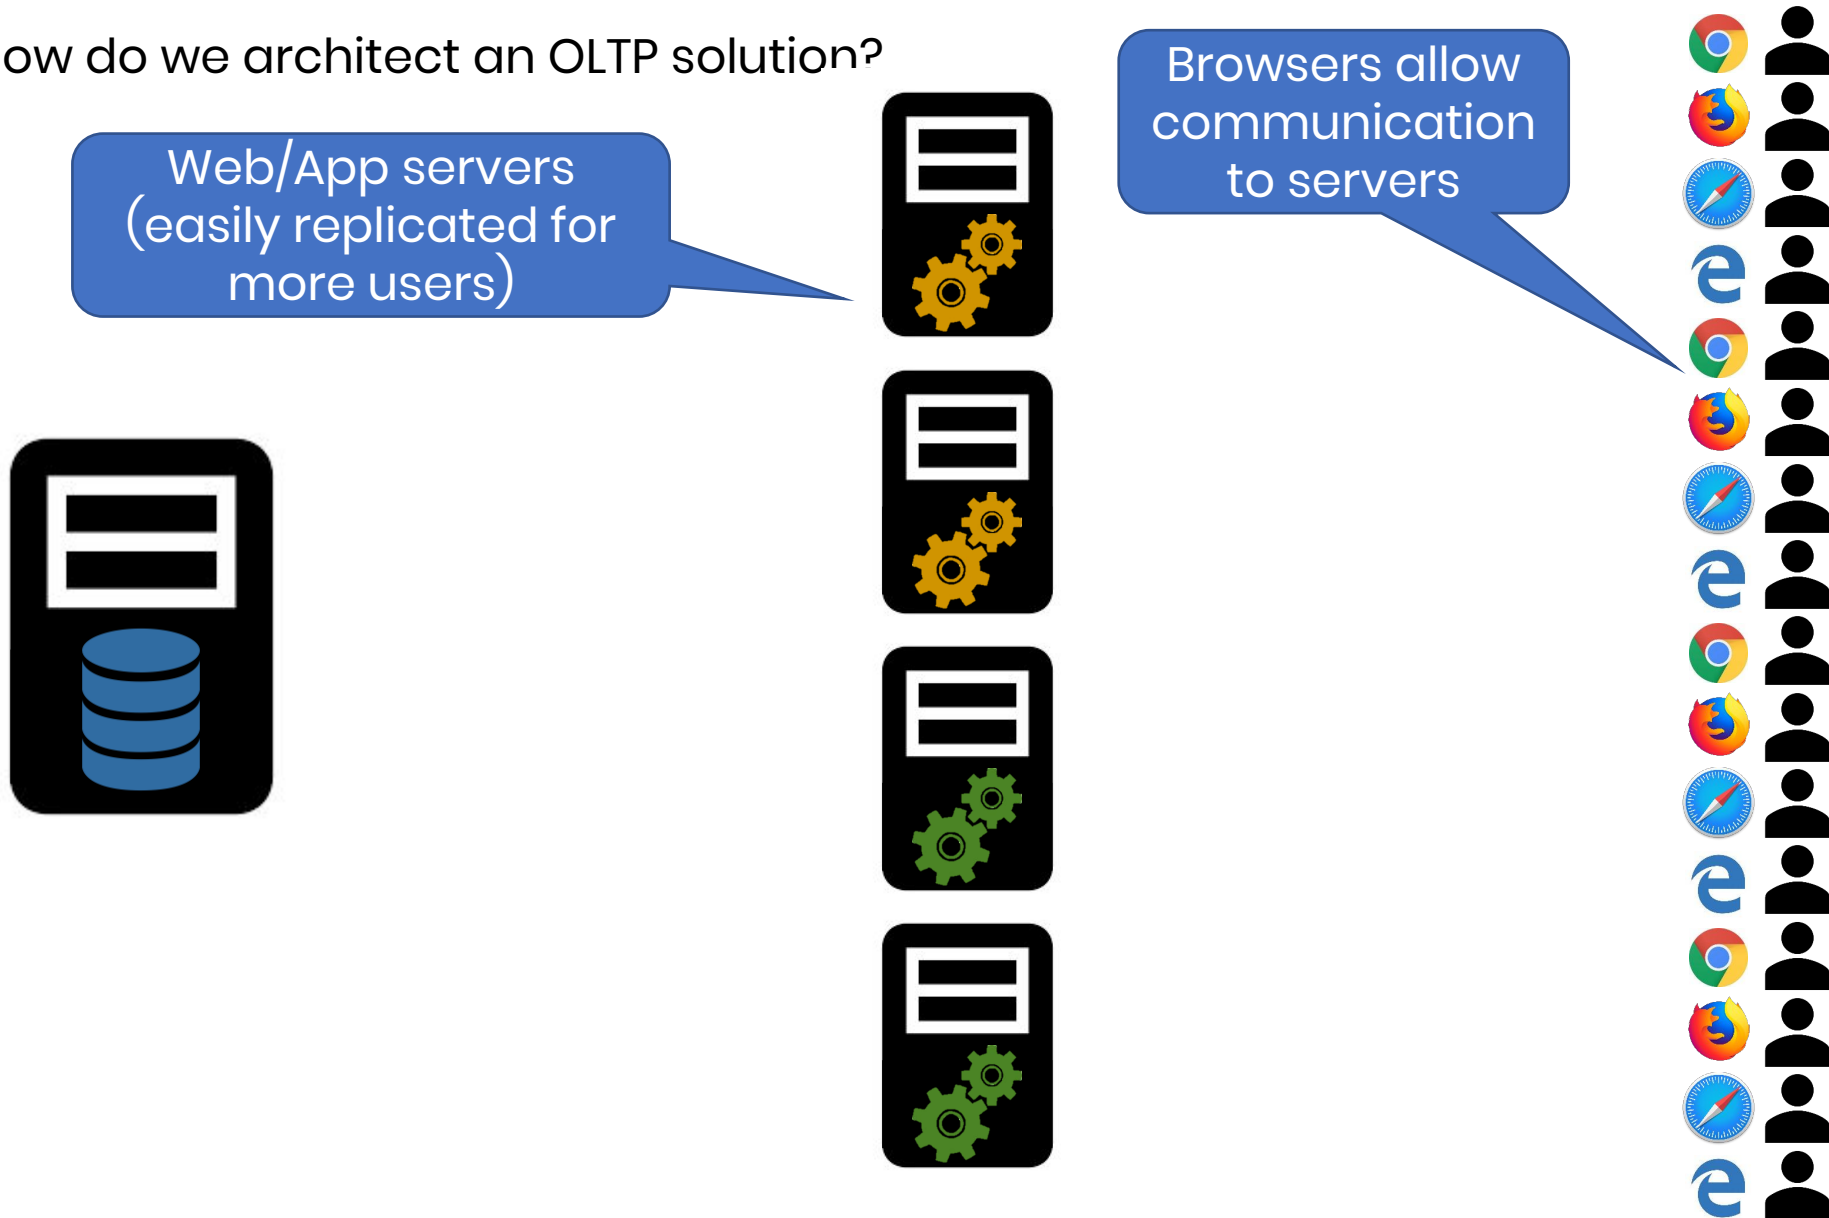 ow do we architect an OLTP solution?
Web/App servers
(easily replicated for
more users)
Browsers allow
communication
to servers